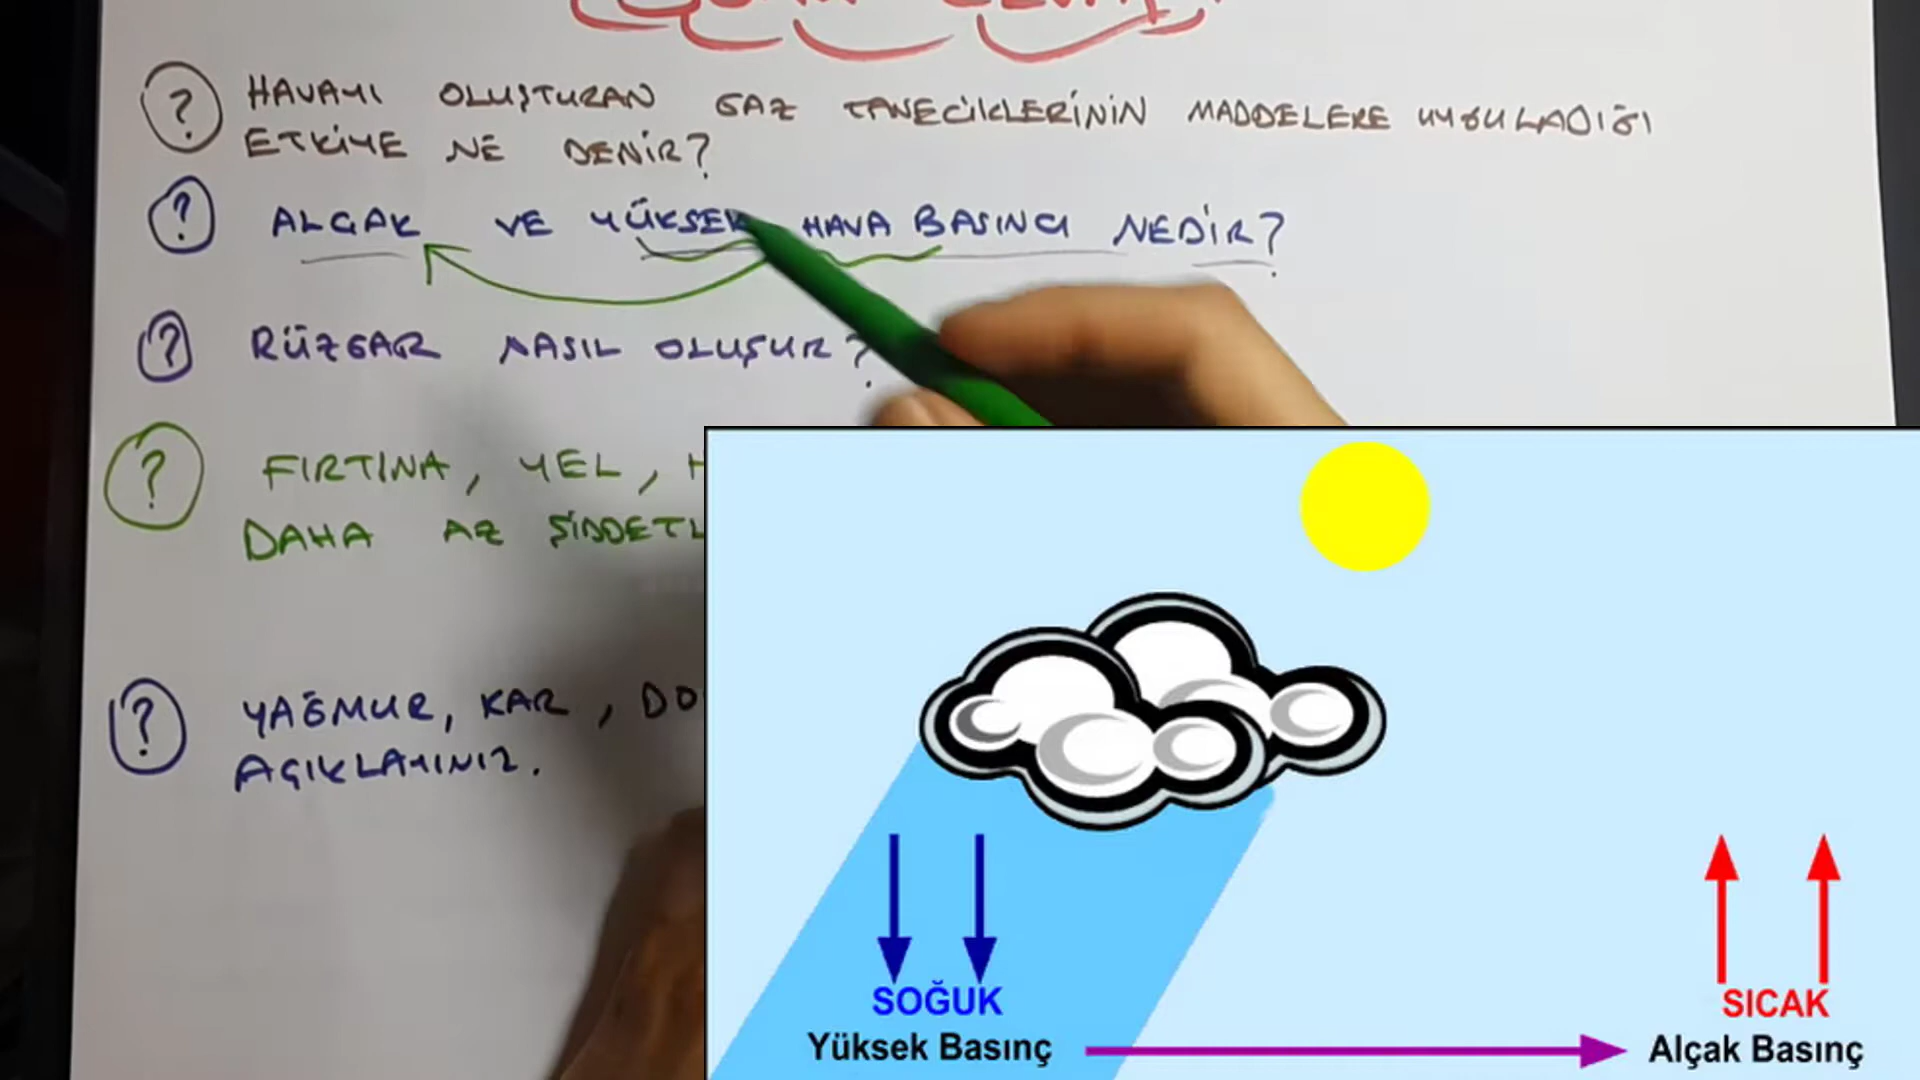 ?
HAVAYI OLUŞTURAN GAZ TANECİKLERİNİN MADDELERE UYGULADIĞI
ETKİYE NE DENİR?
?
ALÇAK VE YÜKSEK HAVA BASINCI NEDİR?
?
RÜZGAR NASIL OLUŞUR?
?
FIRTINA, YEL,
DAHA AZ ŞİDDETL
?
YAĞMUR, KAR, DO
AÇIKLAYINIZ.
SOĞUK
Yüksek Basınç
SICAK
Alçak Basınç